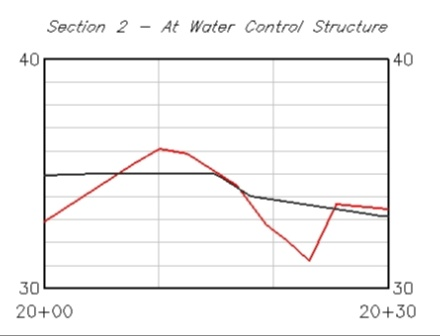 Section 2 - At Water Control Structure
40 40
30 30
20+00 20+30